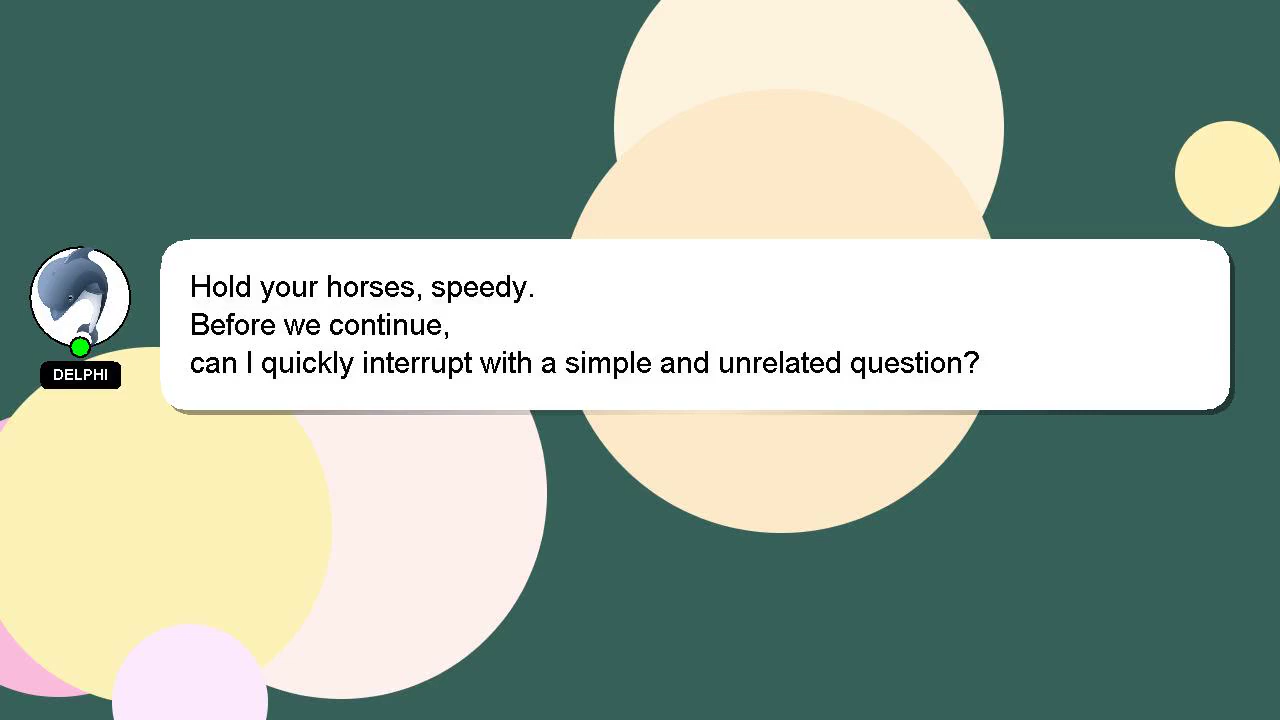 Hold your horses, speedy.
Before we continue,
can I quickly interrupt with a simple and unrelated question?
DELPHI